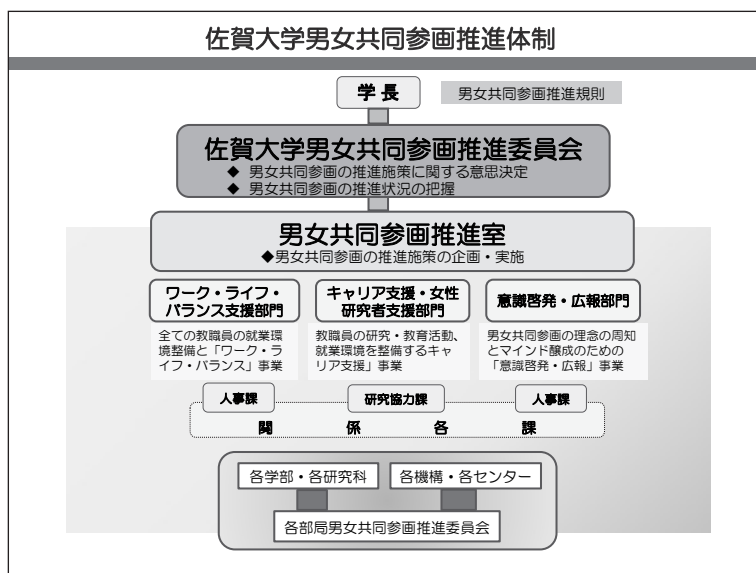 佐賀大学男女共同参画推進体制
学 長
男女共同参画推進規則
佐賀大学男女共同参画推進委員会
◆ 男女共同参画の推進施策に関する意思決定
◆ 男女共同参画の推進状況の把握
男女共同参画推進室
◆男女共同参画の推進施策の企画・実施
ワーク・ライフ・
バランス支援部門
全ての教職員の就業環
境整備と「ワーク・ラ
イフ・バランス」事業
キャリア支援・女性
研究者支援部門
教職員の研究・教育活動、
就業環境を整備するキャ
リア支援」事業
意識啓発・広報部門
男女共同参画の理念の周知
とマインド醸成のための
「意識啓発・広報」事業
人事課
研究協力課
人事課
関 係 各 課
各学部・各研究科
各機構・各センター
各部局男女共同参画推進委員会